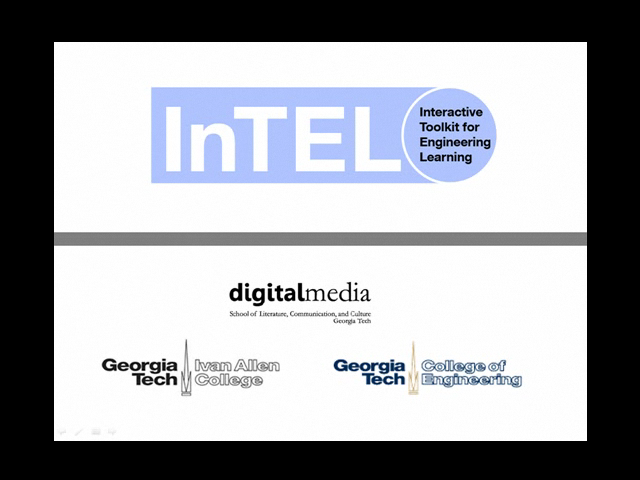 InTEL
Interactive
Toolkit for
Engineering
Learning
digitalmedia
School of Literature, Communication, and Culture
Georgia Tech
Georgia
Tech
Ivan Allen
College
Georgia
Tech
College of
Engineering